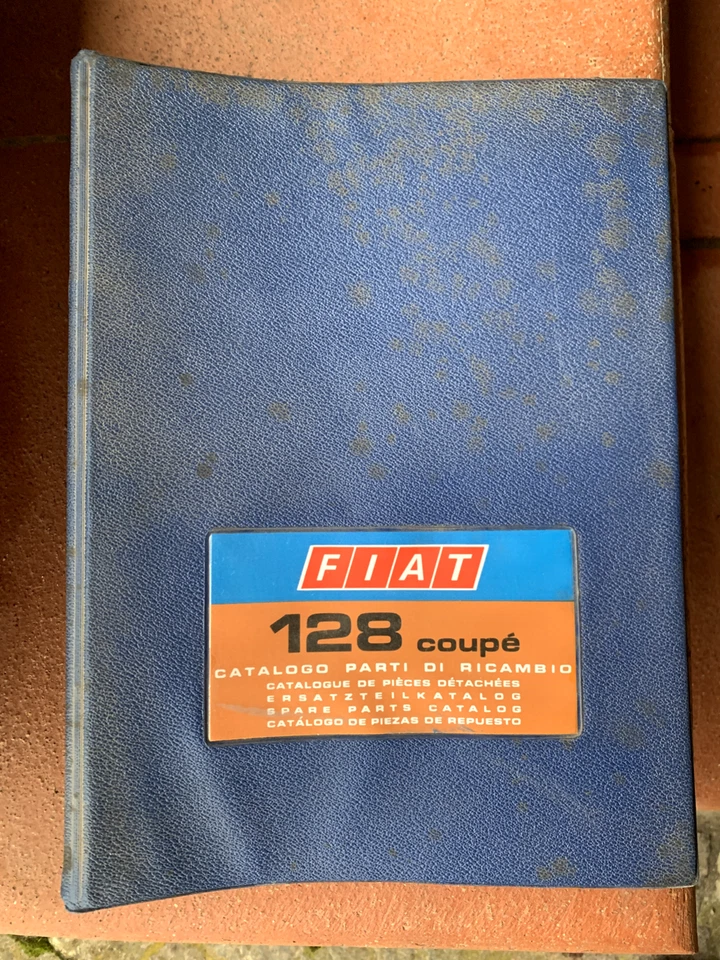 FIAT
128 coupé
CATALOGO PARTI DI RICAMBIO
CATALOGUE DE PIÈCES DÉTACHÉES
ERSATZTEILKATALOG
SPARE PARTS CATALOG
CATÁLOGO DE PIEZAS DE REPUESTO